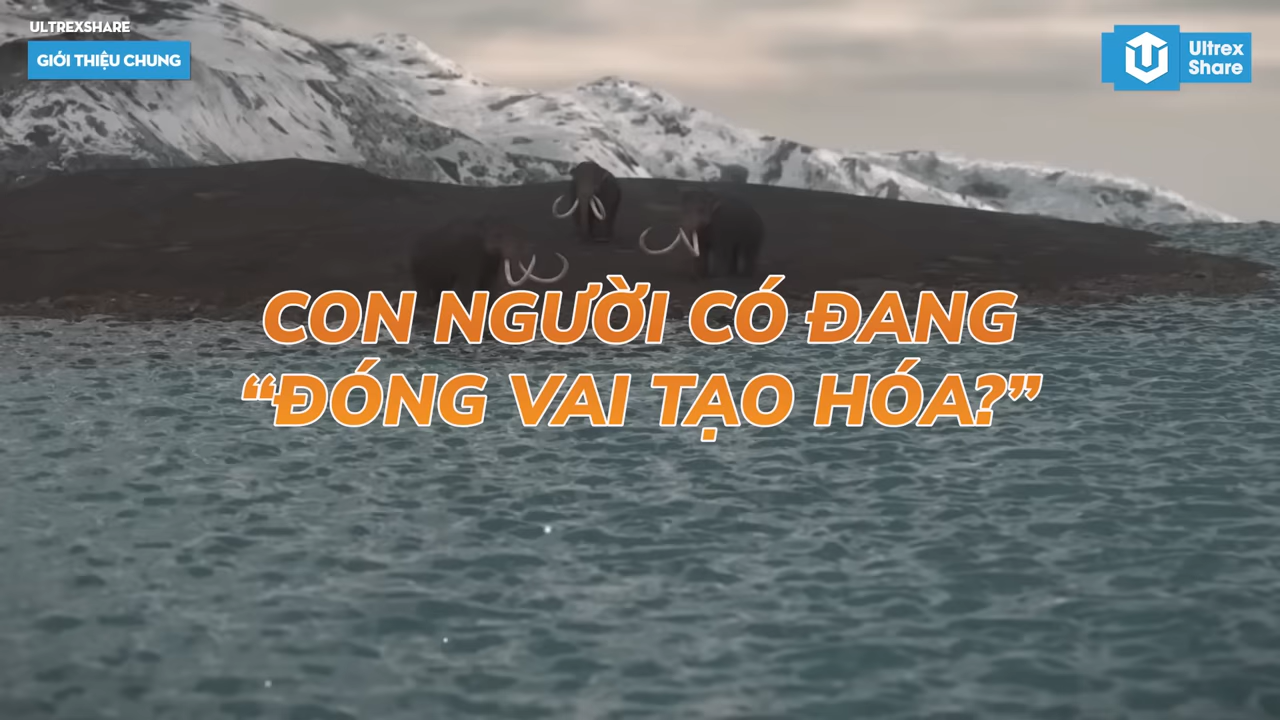 ULTREXSHARE
GIỚI THIỆU CHUNG
Ultrex
Share
CON NGƯỜI CÓ ĐANG
“ĐÓNG VAI TẠO HÓA?”